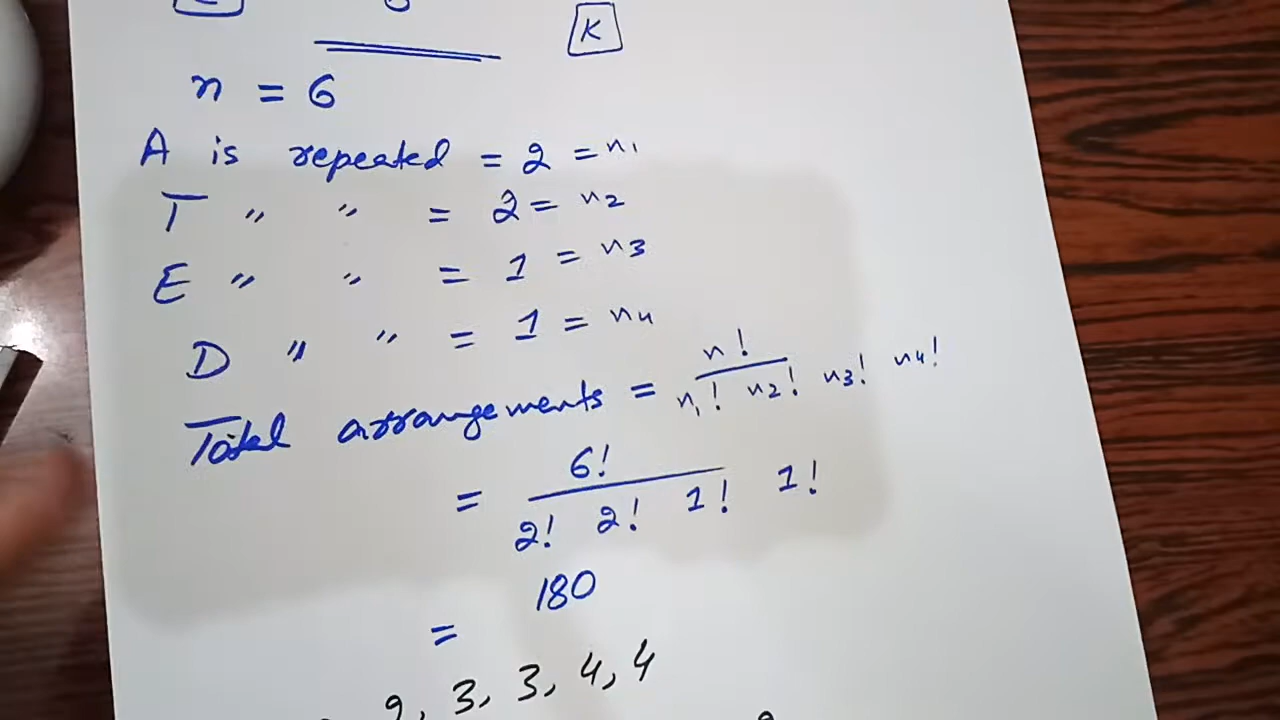 K
n = 6
A is repeated = 2 = n1
T " " = 2 = n2
E " " = 1 = n3
D " " = 1 = n4
Total arrangements = n! / n1! n2! n3! n4!
= 6! / 2! 2! 1! 1!
= 180
2, 3, 3, 4, 4